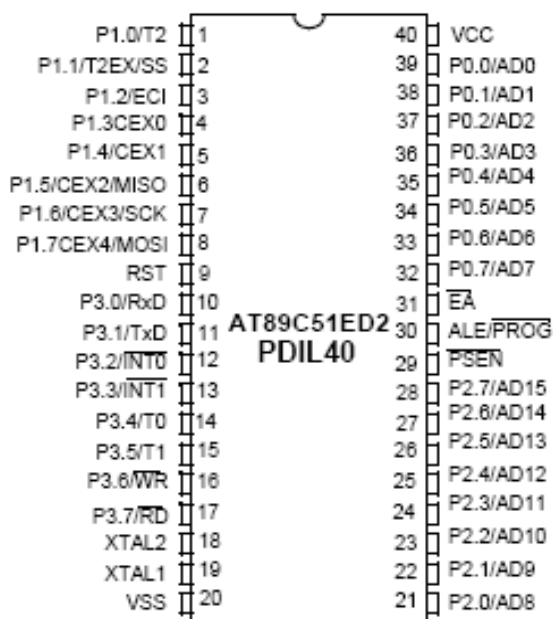 P1.0/T2 1 40 VCC
P1.1/T2EX/SS 2 39 P0.0/AD0
P1.2/ECI 3 38 P0.1/AD1
P1.3CEX0 4 37 P0.2/AD2
P1.4/CEX1 5 36 P0.3/AD3
P1.5/CEX2/MISO 6 35 P0.4/AD4
P1.6/CEX3/SCK 7 34 P0.5/AD5
P1.7CEX4/MOSI 8 33 P0.6/AD6
RST 9 32 P0.7/AD7
P3.0/RxD 10 31 EA
P3.1/TxD 11 AT89C51ED2 30 ALE/PROG
P3.2/INT0 12 PDIL40 29 PSEN
P3.3/INT1 13 28 P2.7/AD15
P3.4/T0 14 27 P2.6/AD14
P3.5/T1 15 26 P2.5/AD13
P3.6/WR 16 25 P2.4/AD12
P3.7/RD 17 24 P2.3/AD11
XTAL2 18 23 P2.2/AD10
XTAL1 19 22 P2.1/AD9
VSS 20 21 P2.0/AD8